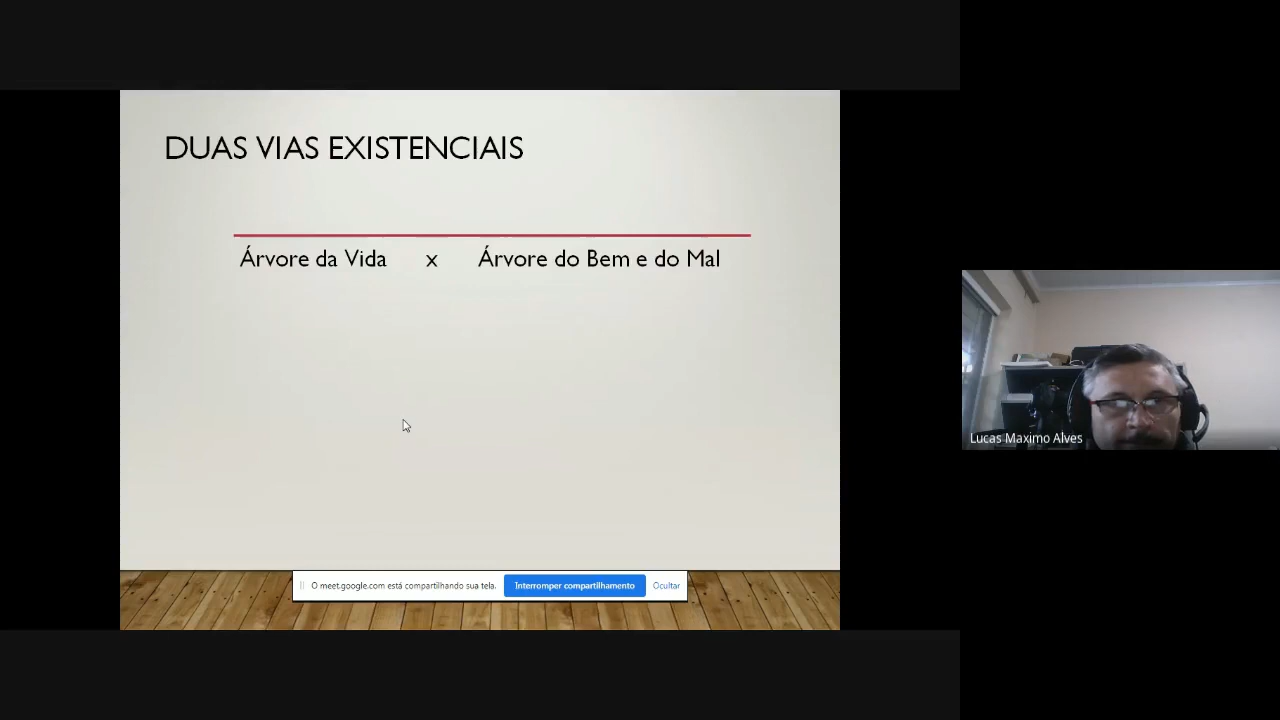 DUAS VIAS EXISTENCIAIS
Árvore da Vida x Árvore do Bem e do Mal
Lucas Maximo Alves
O meet.google.com está compartilhando sua tela. Interromper compartilhamento Ocultar